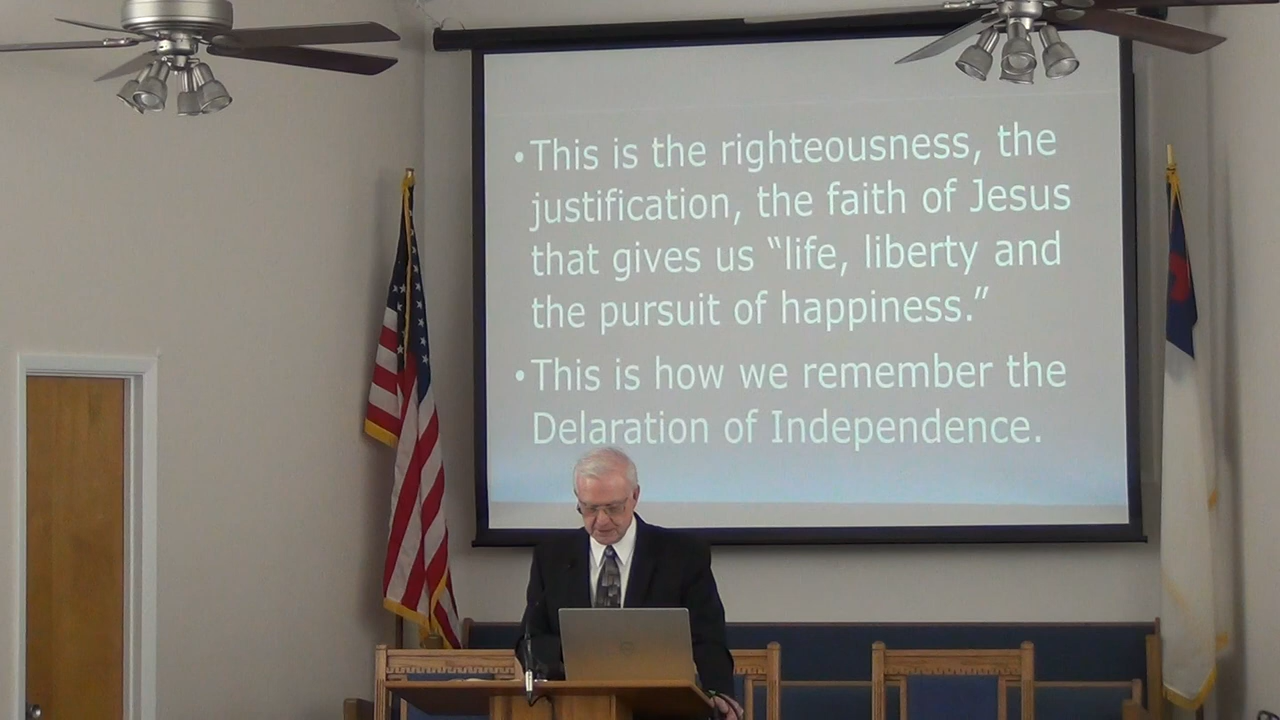 •This is the righteousness, the
justification, the faith of Jesus
that gives us “life, liberty and
the pursuit of happiness.”
•This is how we remember the
Delaration of Independence.